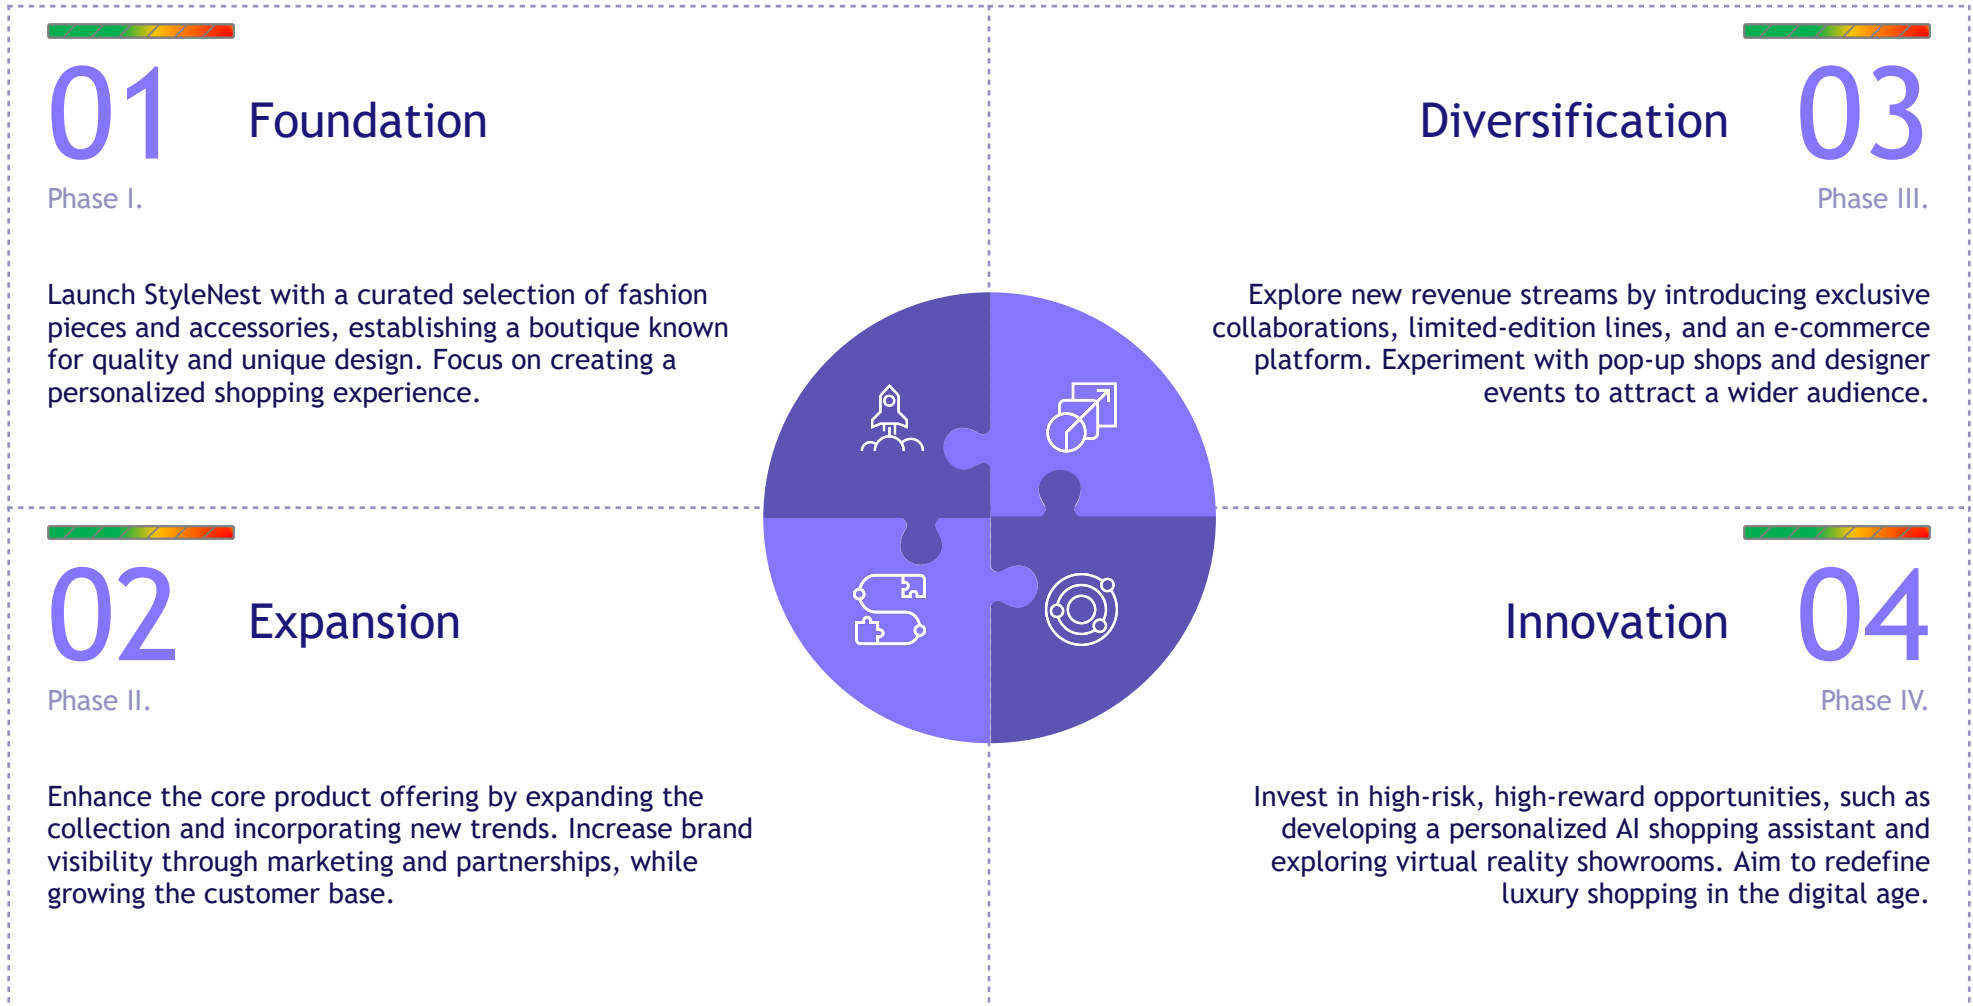 01
Foundation
Phase I.
Launch StyleNest with a curated selection of fashion
pieces and accessories, establishing a boutique known
for quality and unique design. Focus on creating a
personalized shopping experience.
02
Expansion
Phase II.
Enhance the core product offering by expanding the
collection and incorporating new trends. Increase brand
visibility through marketing and partnerships, while
growing the customer base.
Diversification
03
Phase III.
Explore new revenue streams by introducing exclusive
collaborations, limited-edition lines, and an e-commerce
platform. Experiment with pop-up shops and designer
events to attract a wider audience.
Innovation
04
Phase IV.
Invest in high-risk, high-reward opportunities, such as
developing a personalized AI shopping assistant and
exploring virtual reality showrooms. Aim to redefine
luxury shopping in the digital age.